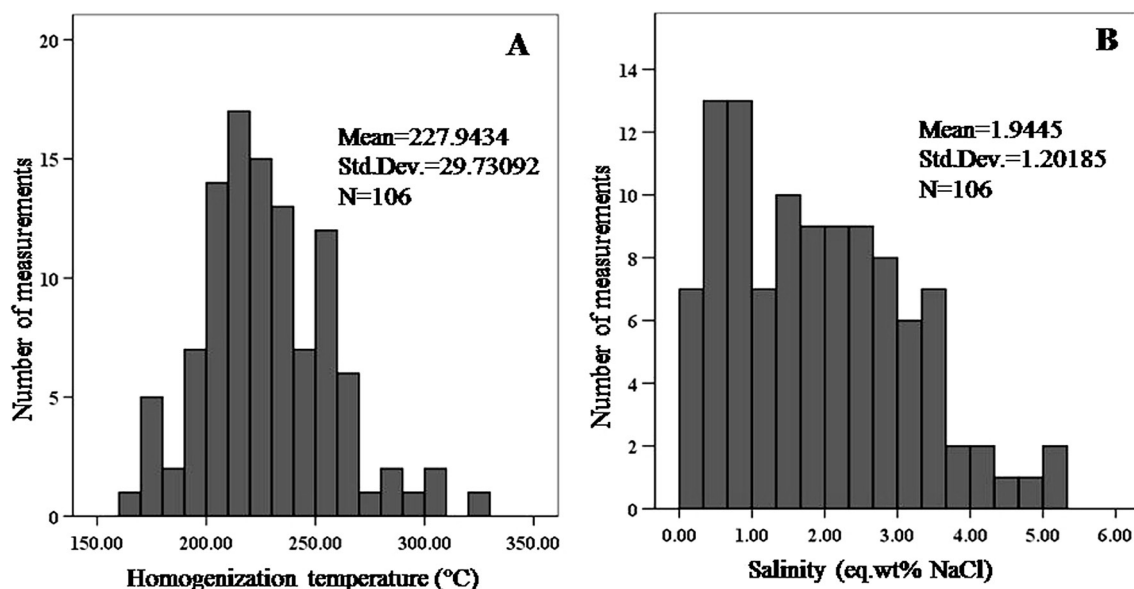 A
20
15
10
5
0
Number of measurements
Mean=227.9434
Std.Dev.=29.73092
N=106
150.00 200.00 250.00 300.00 350.00
Homogenization temperature (°C)
B
14
12
10
8
6
4
2
0
Number of measurements
Mean=1.9445
Std.Dev.=1.20185
N=106
0.00 1.00 2.00 3.00 4.00 5.00 6.00
Salinity (eq.wt% NaCl)